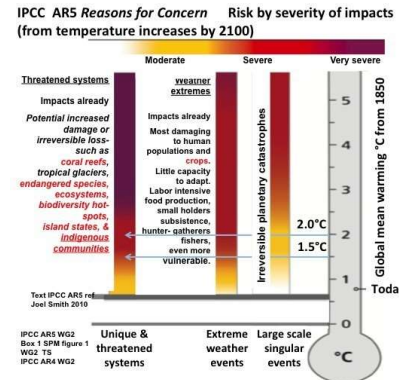 IPCC AR5 Reasons for Concern Risk by severity of impacts
(from temperature increases by 2100)
Moderate Severe Very severe
Threatened systems
Impacts already
Potential increased
damage or
irreversible loss-
such as
coral reefs,
tropical glaciers,
endangered species,
ecosystems,
biodiversity hot-
spots,
island states, &
indigenous
communities
weather
extremes
Impacts already
Most damaging
to human
populations and
crops.
Little capacity
to adapt.
Labor intensive
food production,
small holders
subsistence,
hunter- gatherers
fishers,
even more
vulnerable.
Irreversible planetary catastrophes
2.0°C
1.5°C
5
4
3
2
1
0
°C
Global mean warming °C from 1850
Toda
Text IPCC AR5 ref
Joel Smith 2010
IPCC AR5 WG2
Box 1 SPM figure 1
WG2 TS
IPCC AR4 WG2
Unique &
threatened
systems
Extreme
weather
events
Large scale
singular
events